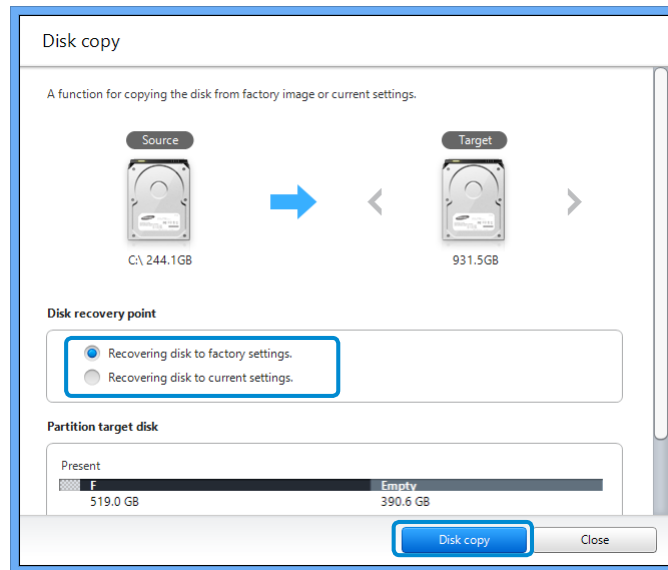 Disk copy
A function for copying the disk from factory image or current settings.
Source
Target
C:\ 244.1GB
931.5GB
Disk recovery point
Recovering disk to factory settings.
Recovering disk to current settings.
Partition target disk
Present
F
Empty
519.0 GB
390.6 GB
Disk copy
Close